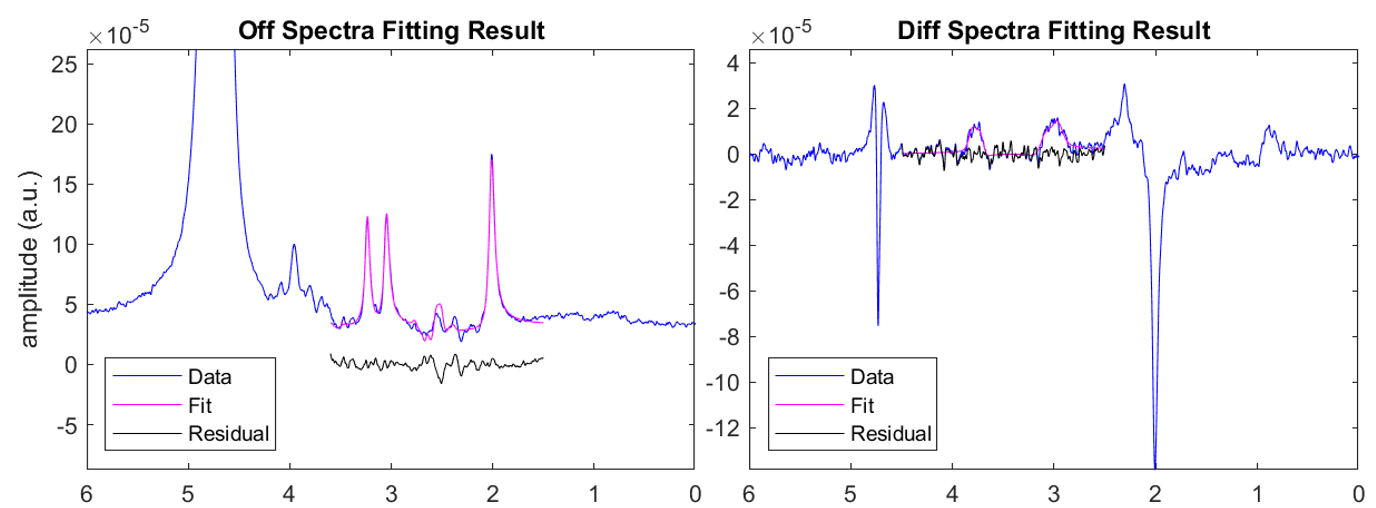 Off Spectra Fitting Result
×10⁻⁵
25
20
15
10
5
0
-5
amplitude (a.u.)
Data
Fit
Residual
6 5 4 3 2 1 0
Diff Spectra Fitting Result
×10⁻⁵
4
2
0
-2
-4
-6
-8
-10
-12
Data
Fit
Residual
6 5 4 3 2 1 0